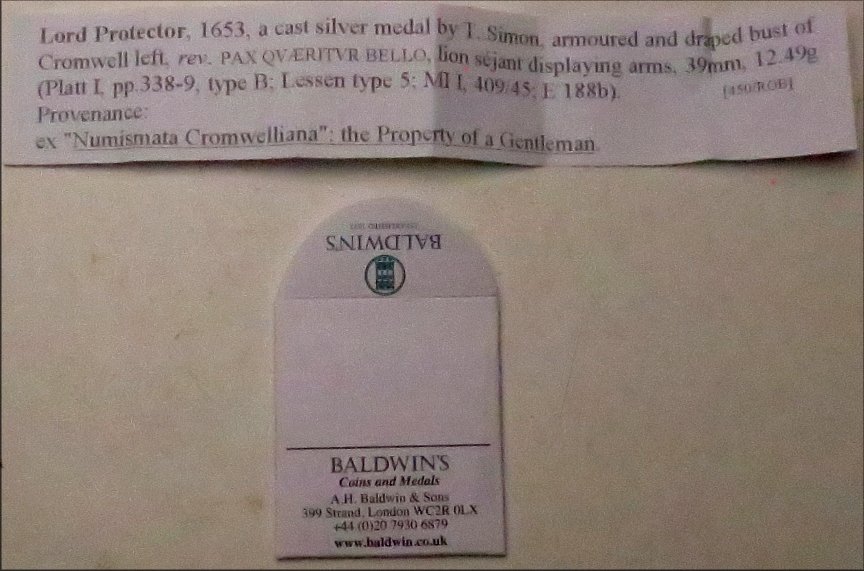 Lord Protector, 1653, a cast silver medal by T. Simon, armoured and draped bust of
Cromwell left, rev. PAX QVÆRITVR BELLO, lion sejant displaying arms, 39mm, 12.49g
(Platt I, pp.338-9, type B; Lessen type 5; MI I, 409/45; E 188b).
Provenance:
ex "Numismata Cromwelliana": the Property of a Gentleman.
BALDWIN'S
BALDWIN'S
Coins and Medals
A.H. Baldwin & Sons
399 Strand, London WC2R 0LX
+44 (0)20 7930 6879
www.baldwin.co.uk